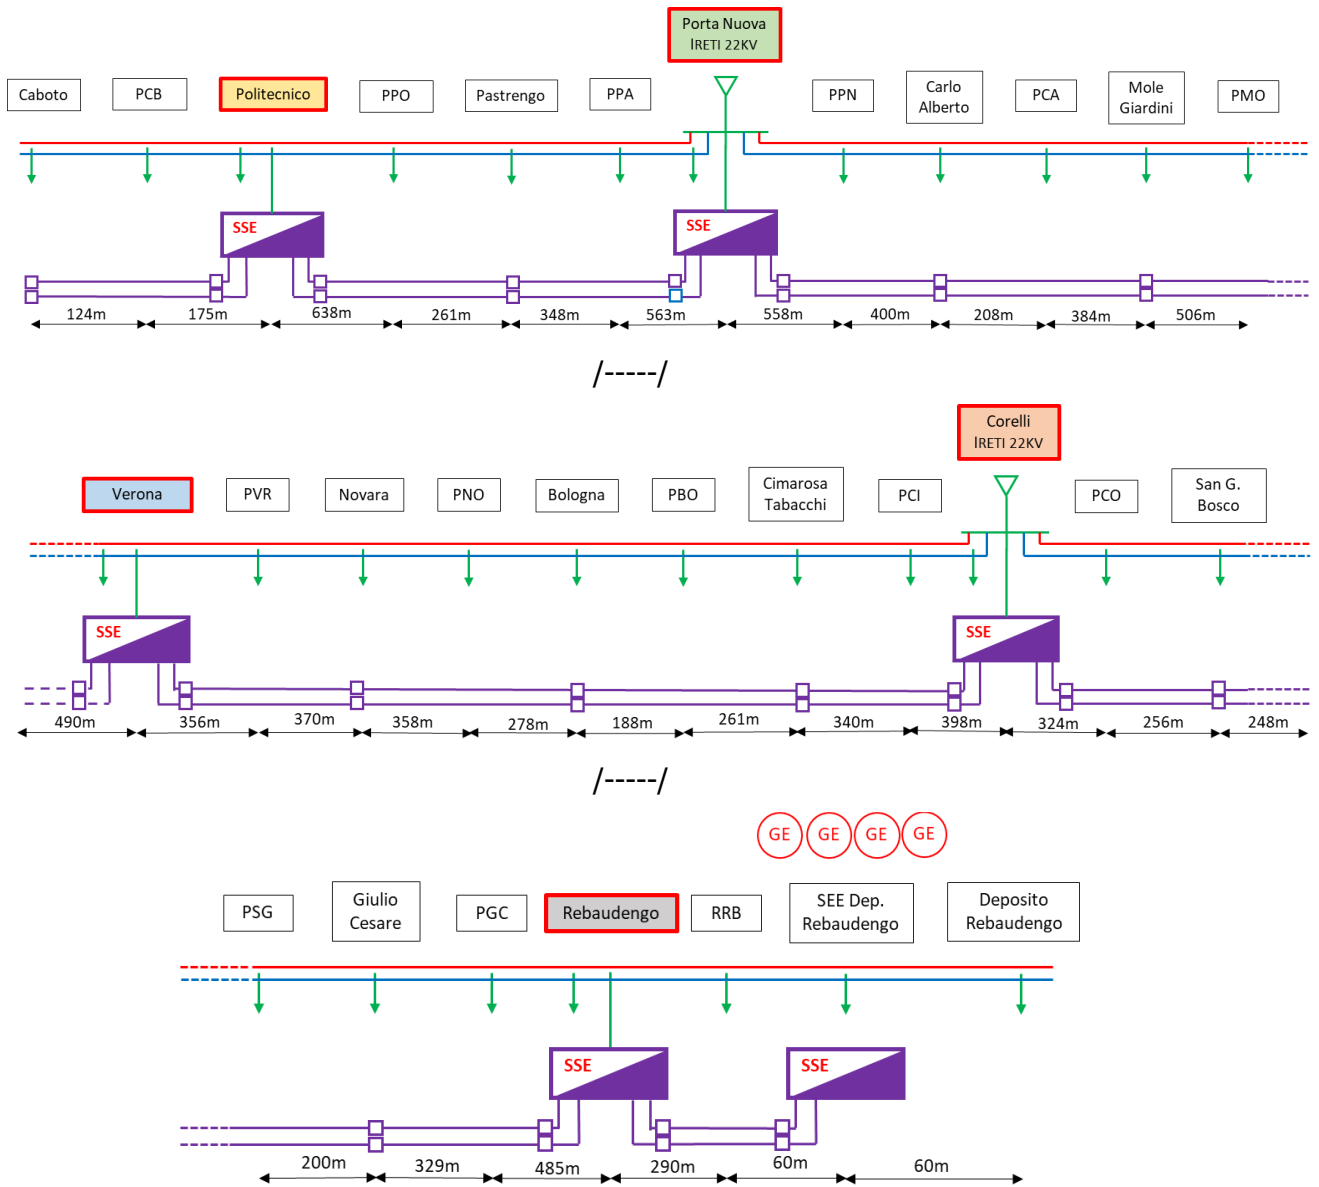 Porta Nuova
IRETI 22KV
Caboto
PCB
Politecnico
PPO
Pastrengo
PPA
PPN
Carlo
Alberto
PCA
Mole
Giardini
PMO
SSE
SSE
124m
175m
638m
261m
348m
563m
558m
400m
208m
384m
506m
/-----/
Corelli
IRETI 22KV
Verona
PVR
Novara
PNO
Bologna
PBO
Cimarosa
Tabacchi
PCI
PCO
San G.
Bosco
SSE
SSE
490m
356m
370m
358m
278m
188m
261m
340m
398m
324m
256m
248m
/-----/
GE
GE
GE
GE
PSG
Giulio
Cesare
PGC
Rebaudengo
RRB
SEE Dep.
Rebaudengo
Deposito
Rebaudengo
SSE
SSE
200m
329m
485m
290m
60m
60m